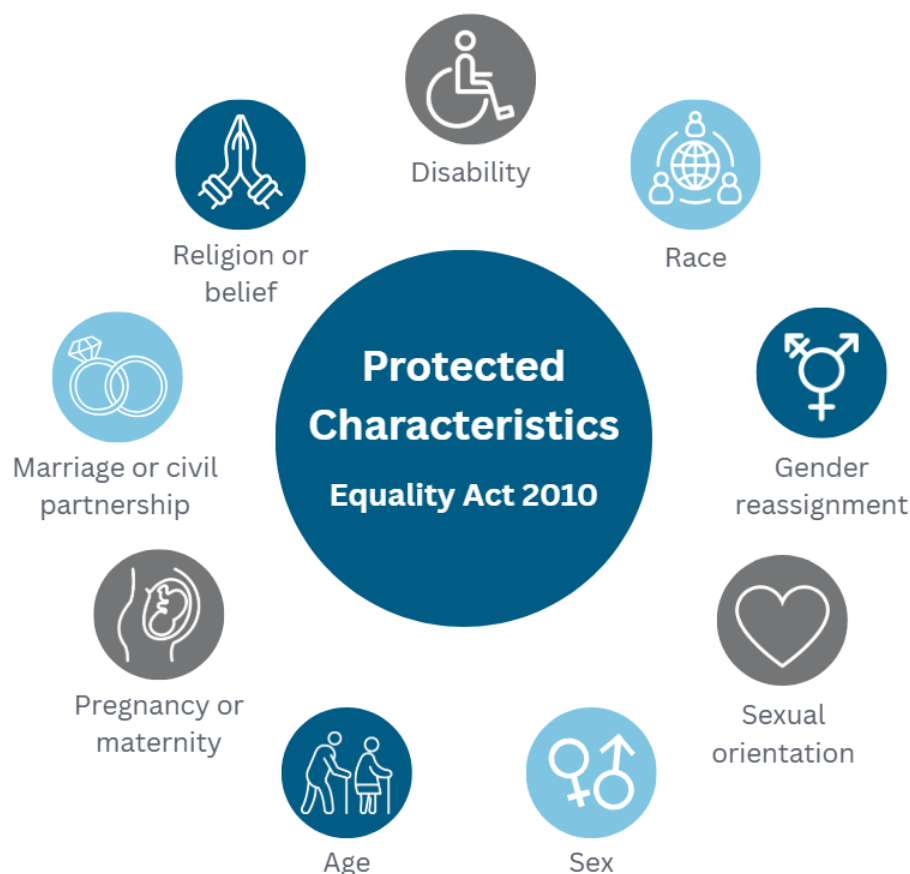 Disability
Race
Religion or
belief
Protected
Characteristics
Equality Act 2010
Marriage or civil
partnership
Gender
reassignment
Pregnancy or
maternity
Sexual
orientation
Age
Sex